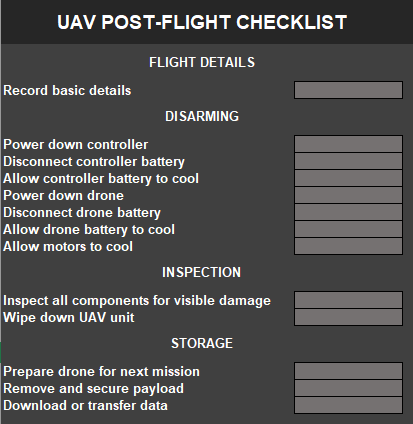 UAV POST-FLIGHT CHECKLIST
FLIGHT DETAILS
Record basic details
DISARMING
Power down controller
Disconnect controller battery
Allow controller battery to cool
Power down drone
Disconnect drone battery
Allow drone battery to cool
Allow motors to cool
INSPECTION
Inspect all components for visible damage
Wipe down UAV unit
STORAGE
Prepare drone for next mission
Remove and secure payload
Download or transfer data